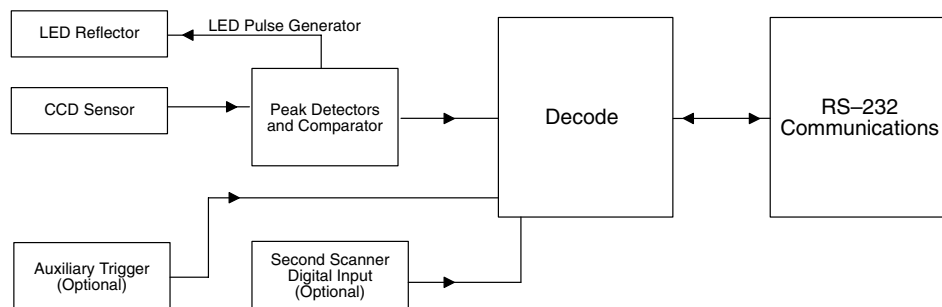 LED Reflector
LED Pulse Generator
CCD Sensor
Peak Detectors
and Comparator
Decode
RS–232
Communications
Auxiliary Trigger
(Optional)
Second Scanner
Digital Input
(Optional)